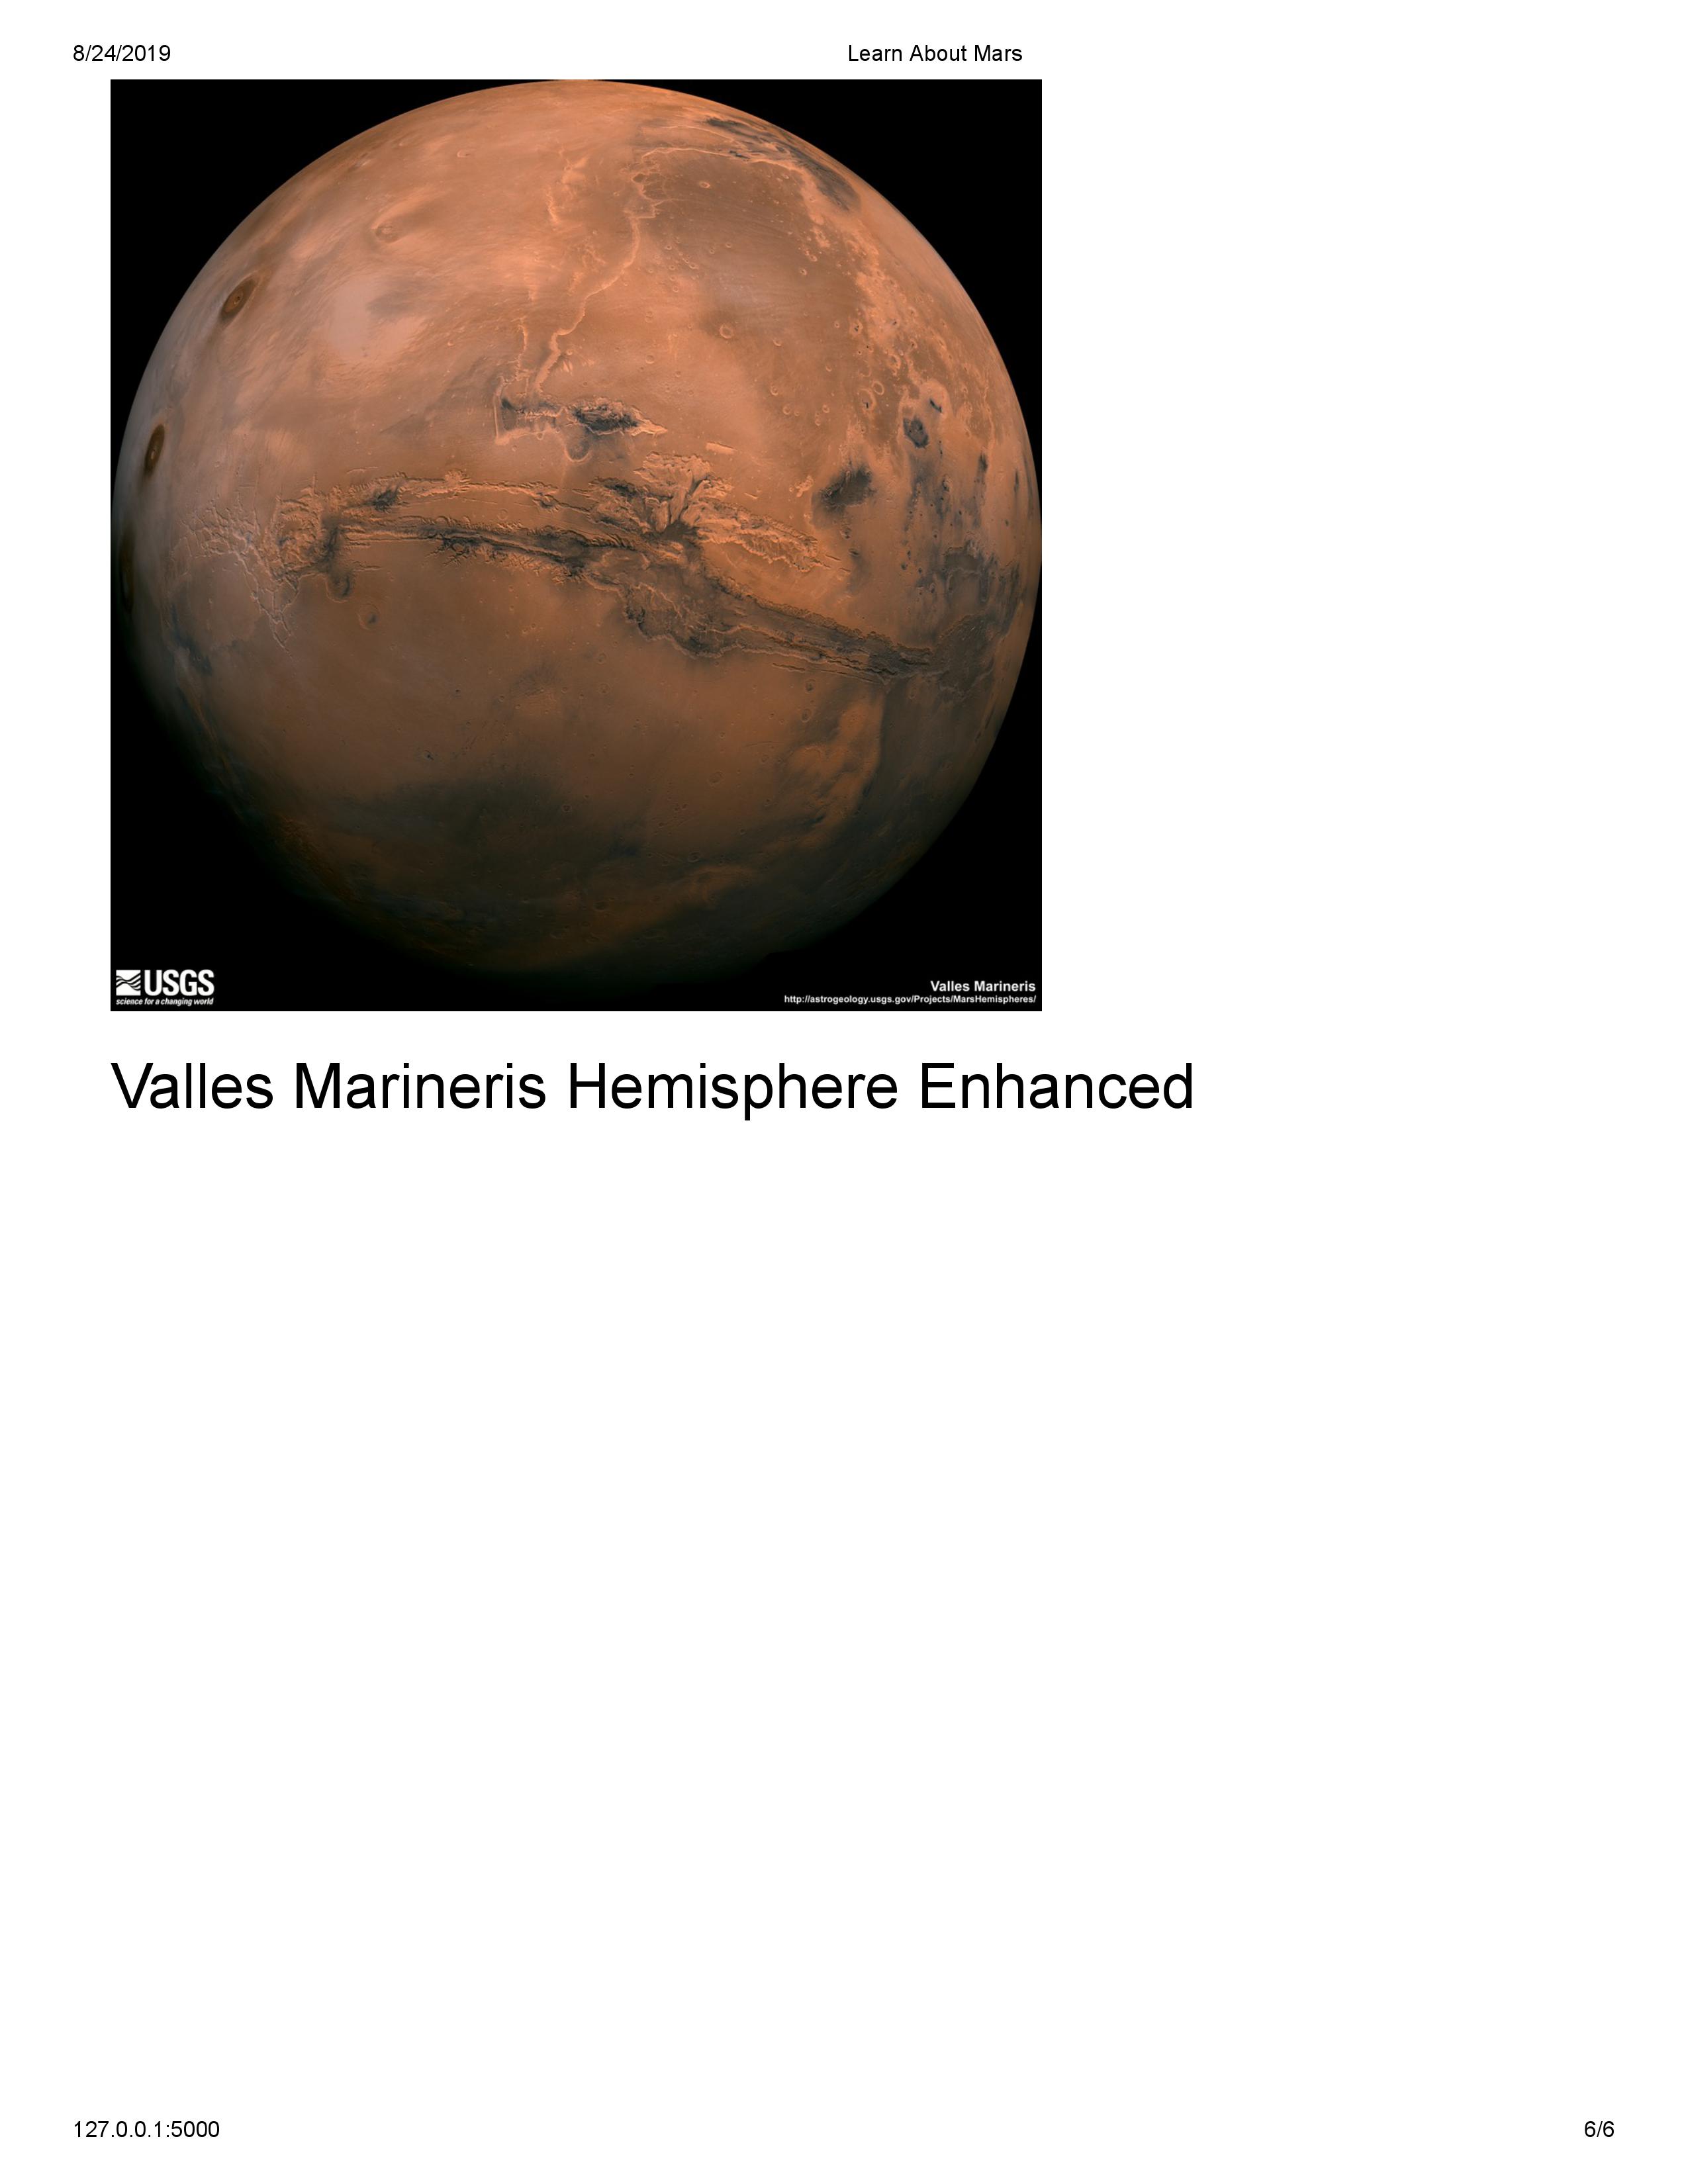 8/24/2019 Learn About Mars
USGS
science for a changing world
Valles Marineris
http://astrogeology.usgs.gov/Projects/MarsHemispheres/
Valles Marineris Hemisphere Enhanced
127.0.0.1:5000 6/6